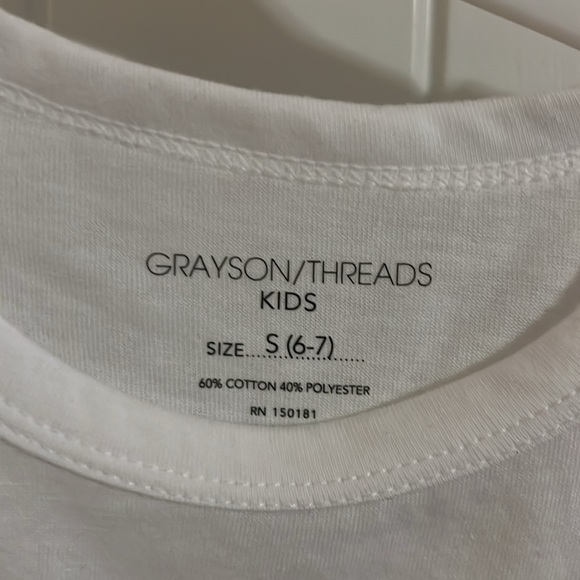 GRAYSON/THREADS
KIDS
SIZE....S (6-7)......
60% COTTON 40% POLYESTER
RN 150181